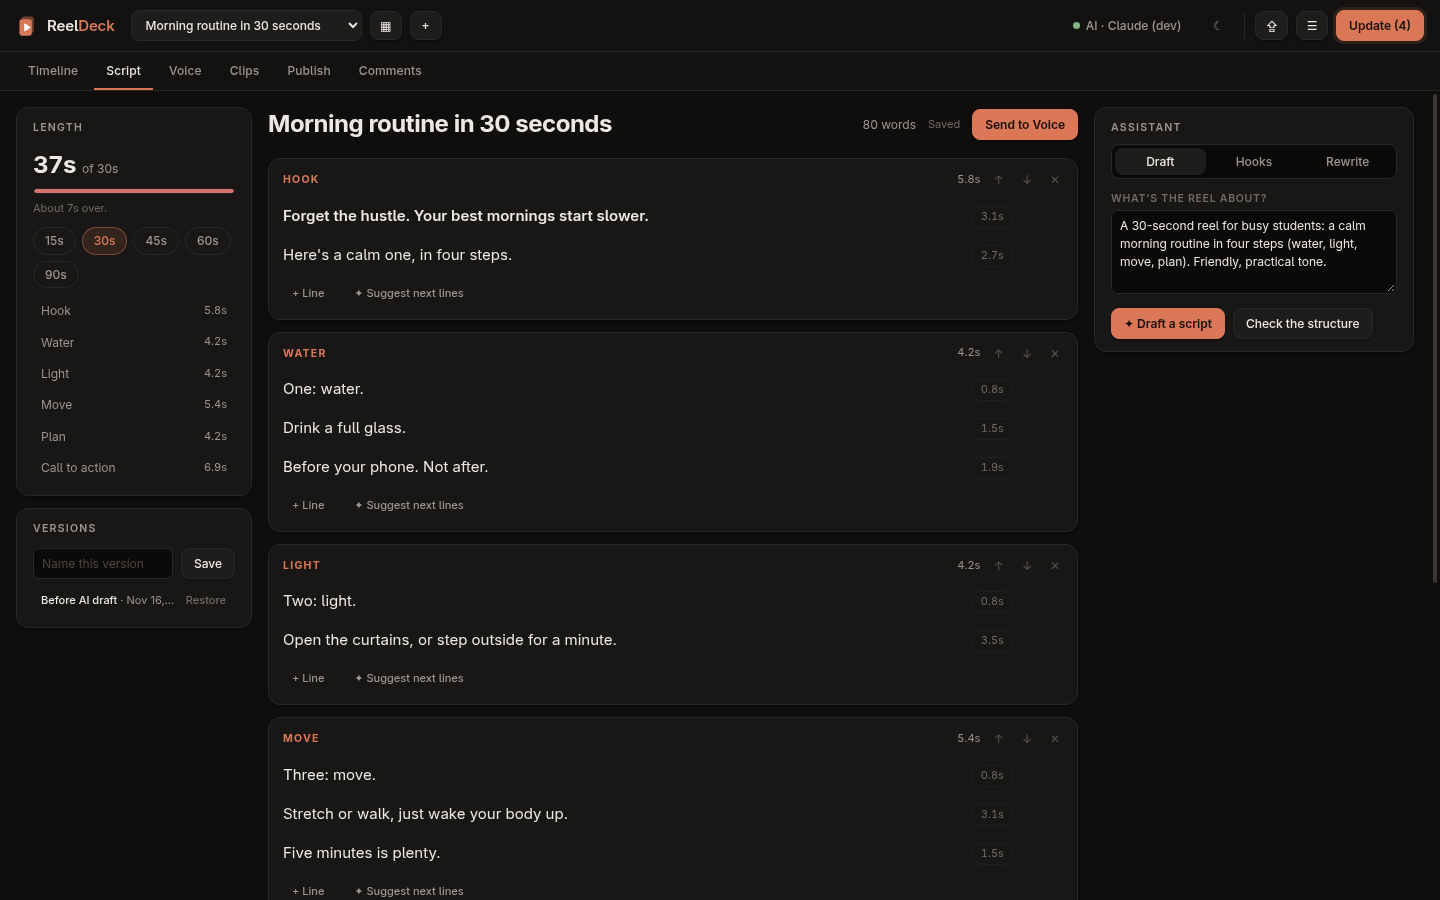 ReelDeck
Morning routine in 30 seconds
+
AI · Claude (dev)
Update (4)
Timeline
Script
Voice
Clips
Publish
Comments
LENGTH
37s of 30s
About 7s over.
15s
30s
45s
60s
90s
Hook 5.8s
Water 4.2s
Light 4.2s
Move 5.4s
Plan 4.2s
Call to action 6.9s
VERSIONS
Name this version
Save
Before AI draft · Nov 16,...
Restore
Morning routine in 30 seconds
80 words
Saved
Send to Voice
HOOK
5.8s
Forget the hustle. Your best mornings start slower.
3.1s
Here's a calm one, in four steps.
2.7s
+ Line
✦ Suggest next lines
WATER
4.2s
One: water.
0.8s
Drink a full glass.
1.5s
Before your phone. Not after.
1.9s
+ Line
✦ Suggest next lines
LIGHT
4.2s
Two: light.
0.8s
Open the curtains, or step outside for a minute.
3.5s
+ Line
✦ Suggest next lines
MOVE
5.4s
Three: move.
0.8s
Stretch or walk, just wake your body up.
3.1s
Five minutes is plenty.
1.5s
+ Line
✦ Suggest next lines
ASSISTANT
Draft
Hooks
Rewrite
WHAT'S THE REEL ABOUT?
A 30-second reel for busy students: a calm
morning routine in four steps (water, light,
move, plan). Friendly, practical tone.
✦ Draft a script
Check the structure